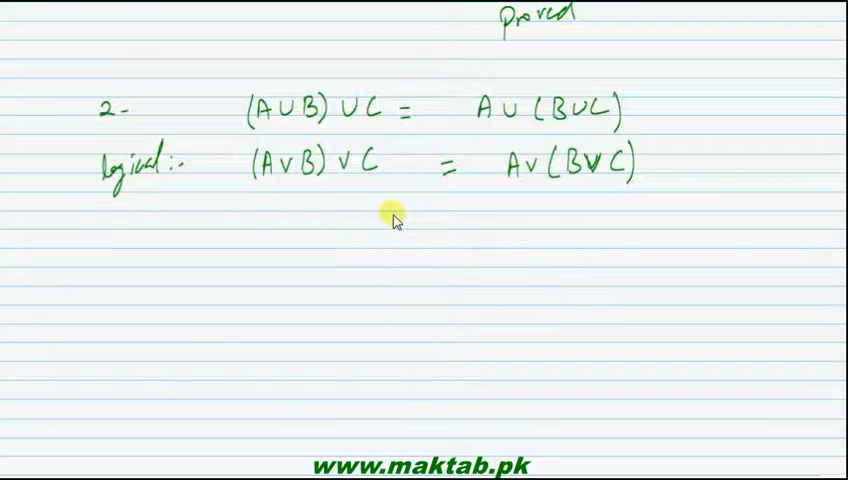 proved
2- (A∪B) ∪ C = A ∪ (B∪C)
logical:- (A∨B) ∨ C = A∨(B∨C)
www.maktab.pk